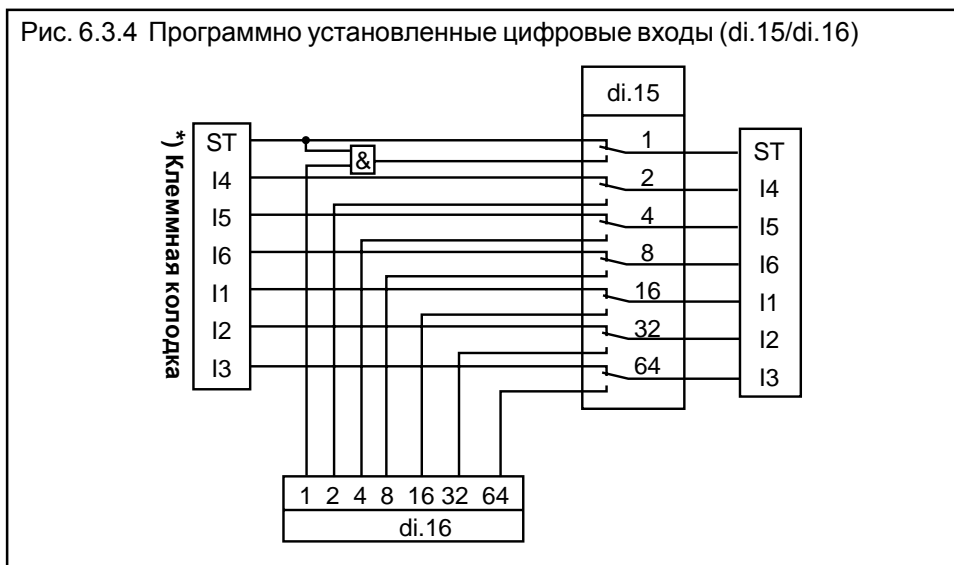 Рис. 6.3.4 Программно установленные цифровые входы (di.15/di.16)
*) Клеммная колодка
ST
I4
I5
I6
I1
I2
I3
&
di.15
1
2
4
8
16
32
64
ST
I4
I5
I6
I1
I2
I3
1 2 4 8 16 32 64
di.16